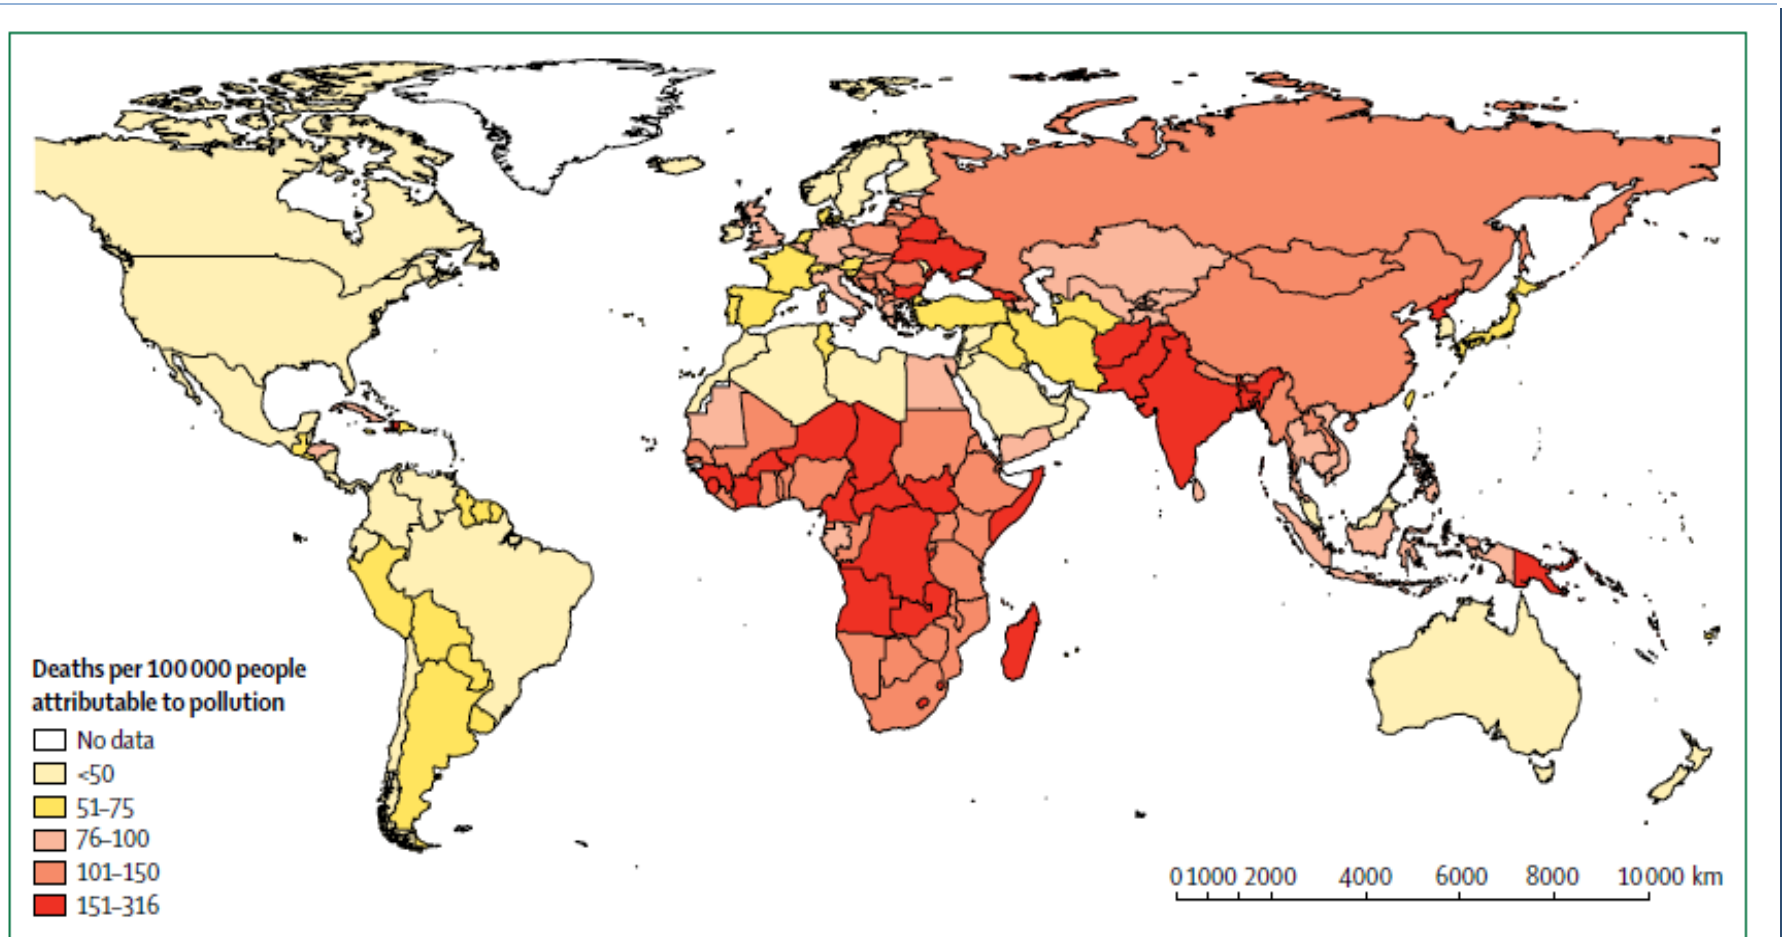 Deaths per 100 000 people
attributable to pollution
No data
<50
51–75
76–100
101–150
151–316
0 1000 2000 4000 6000 8000 10 000 km